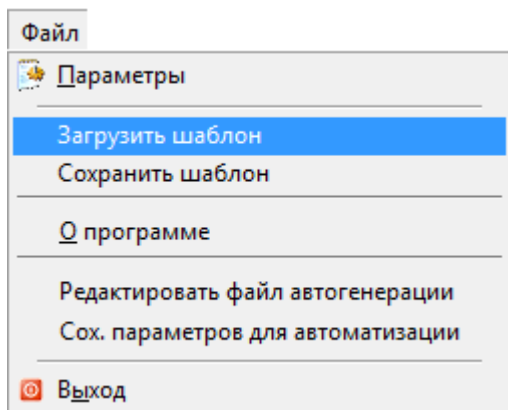 Файл
Параметры
Загрузить шаблон
Сохранить шаблон
О программе
Редактировать файл автогенерации
Сох. параметров для автоматизации
Выход